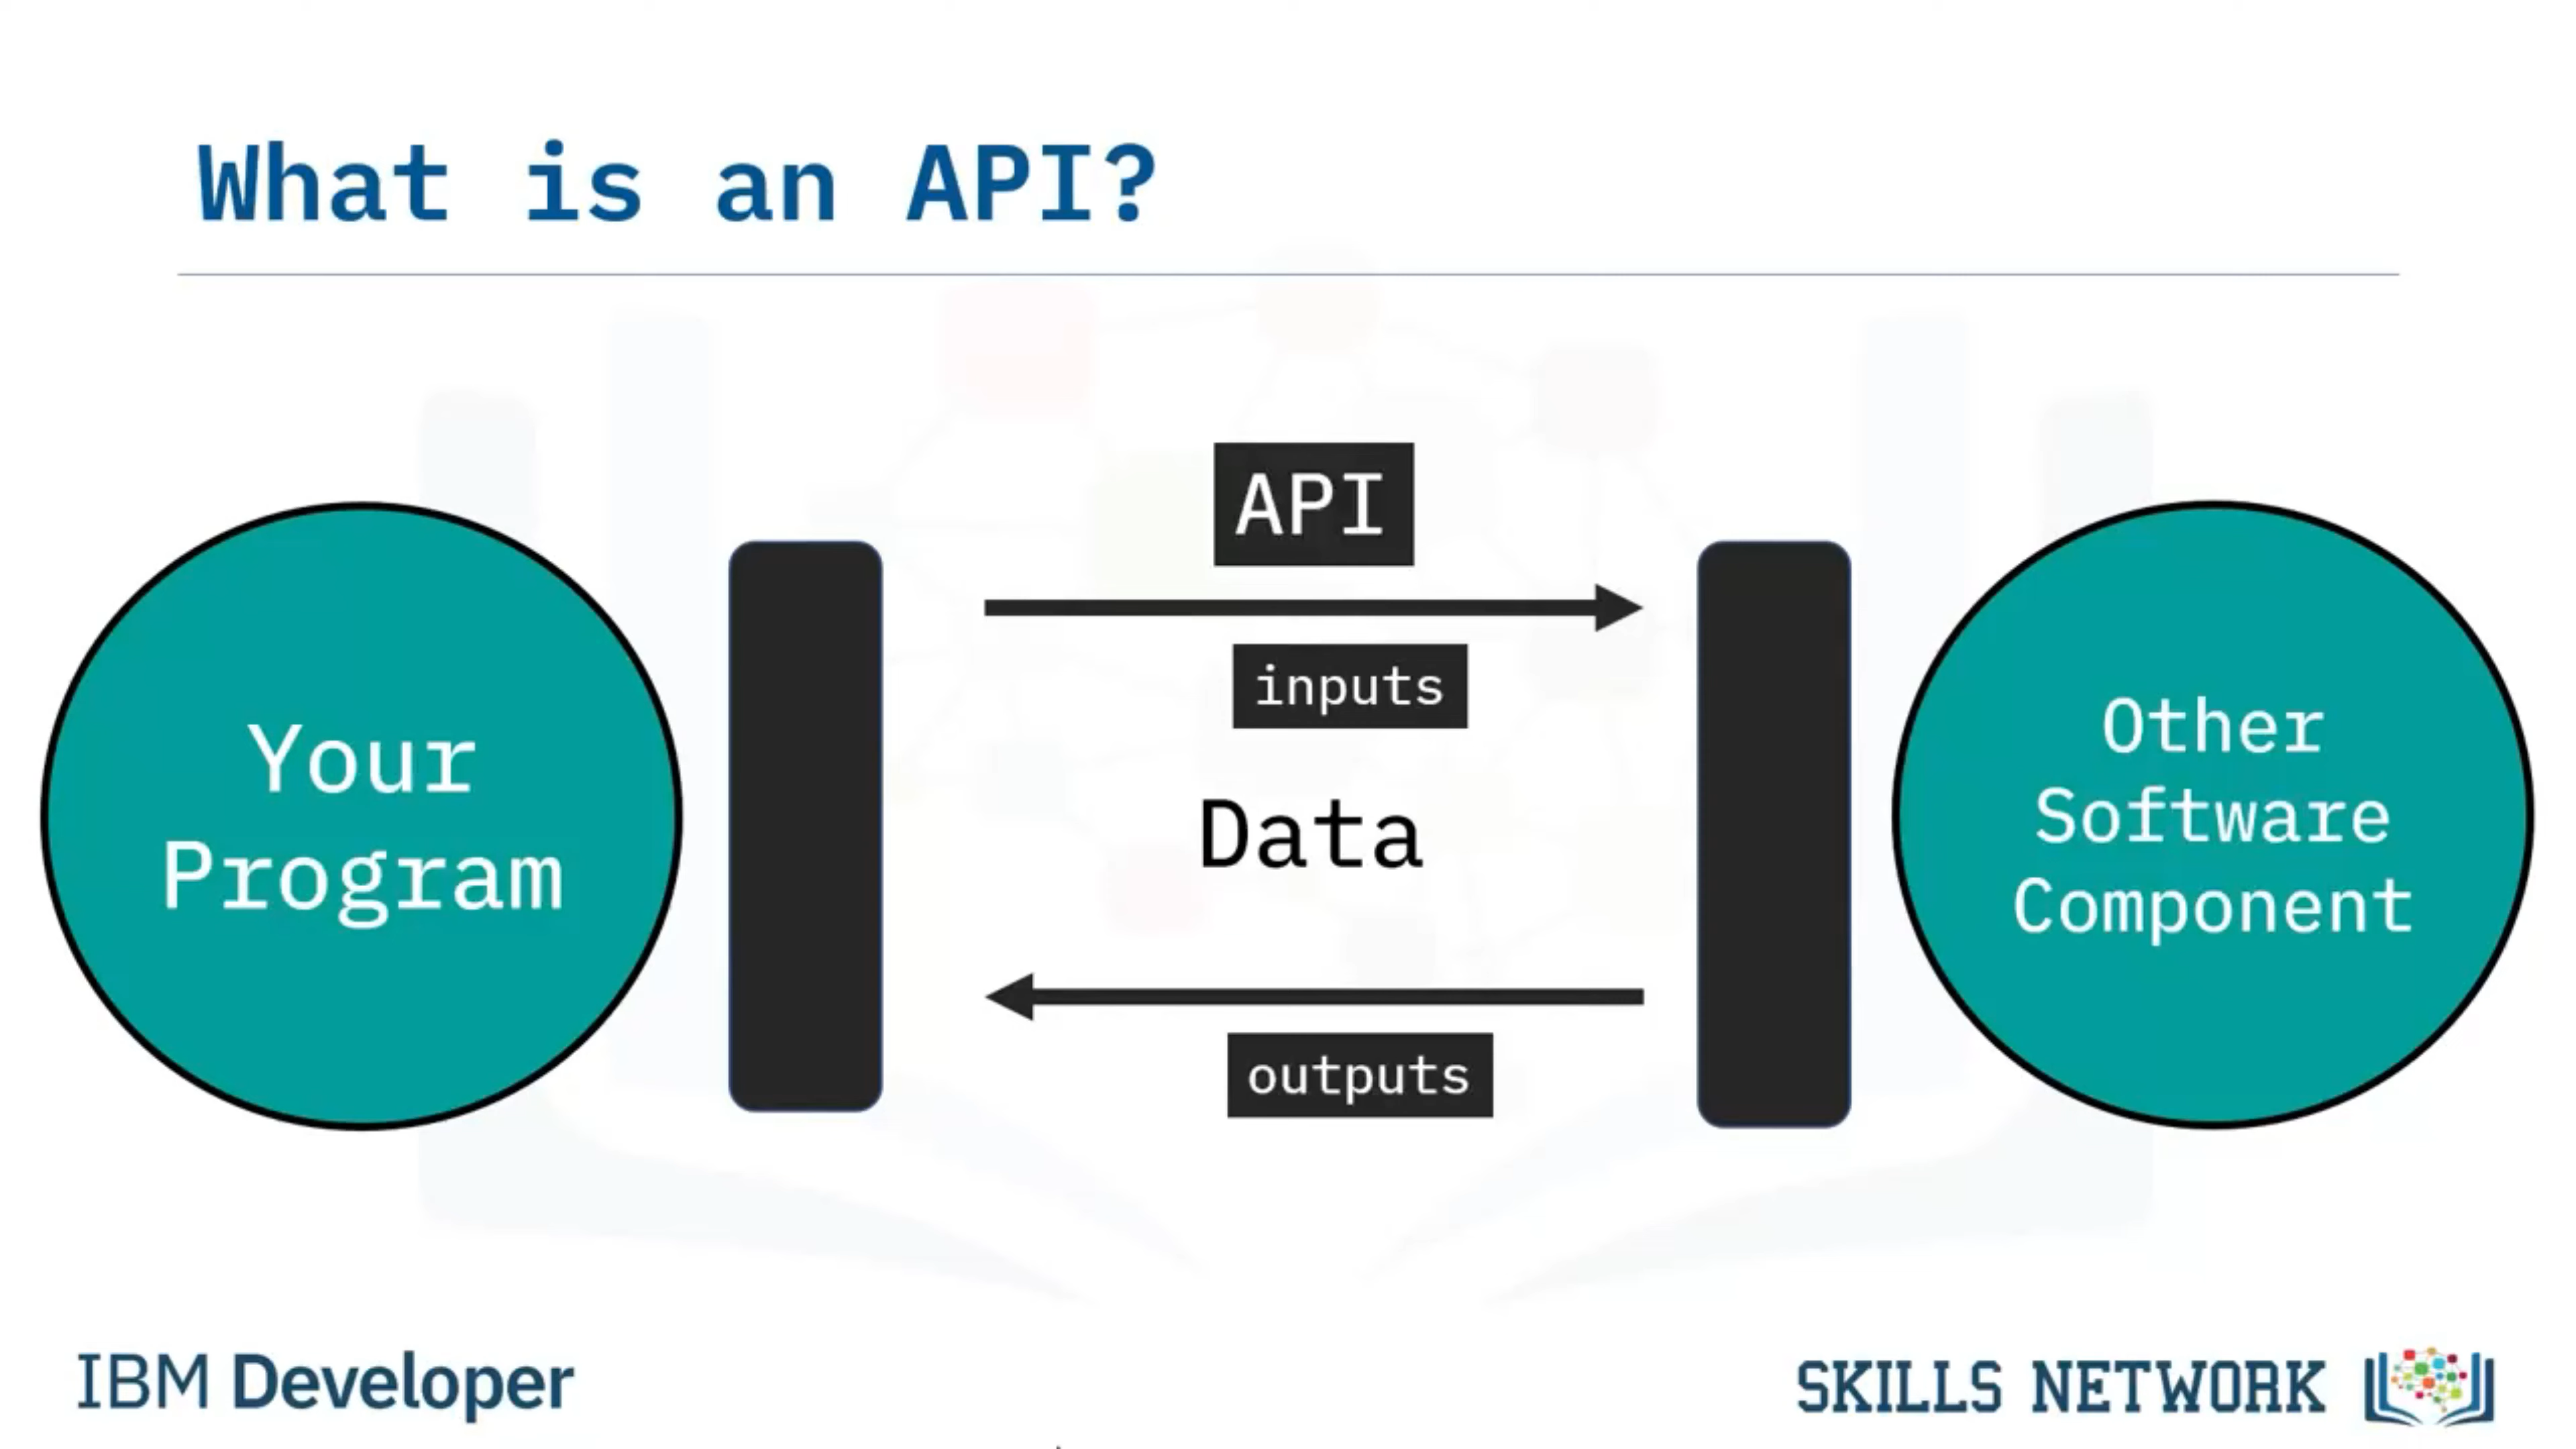 What is an API?
API
inputs
Your
Program
Data
Other
Software
Component
outputs
IBM Developer
SKILLS NETWORK